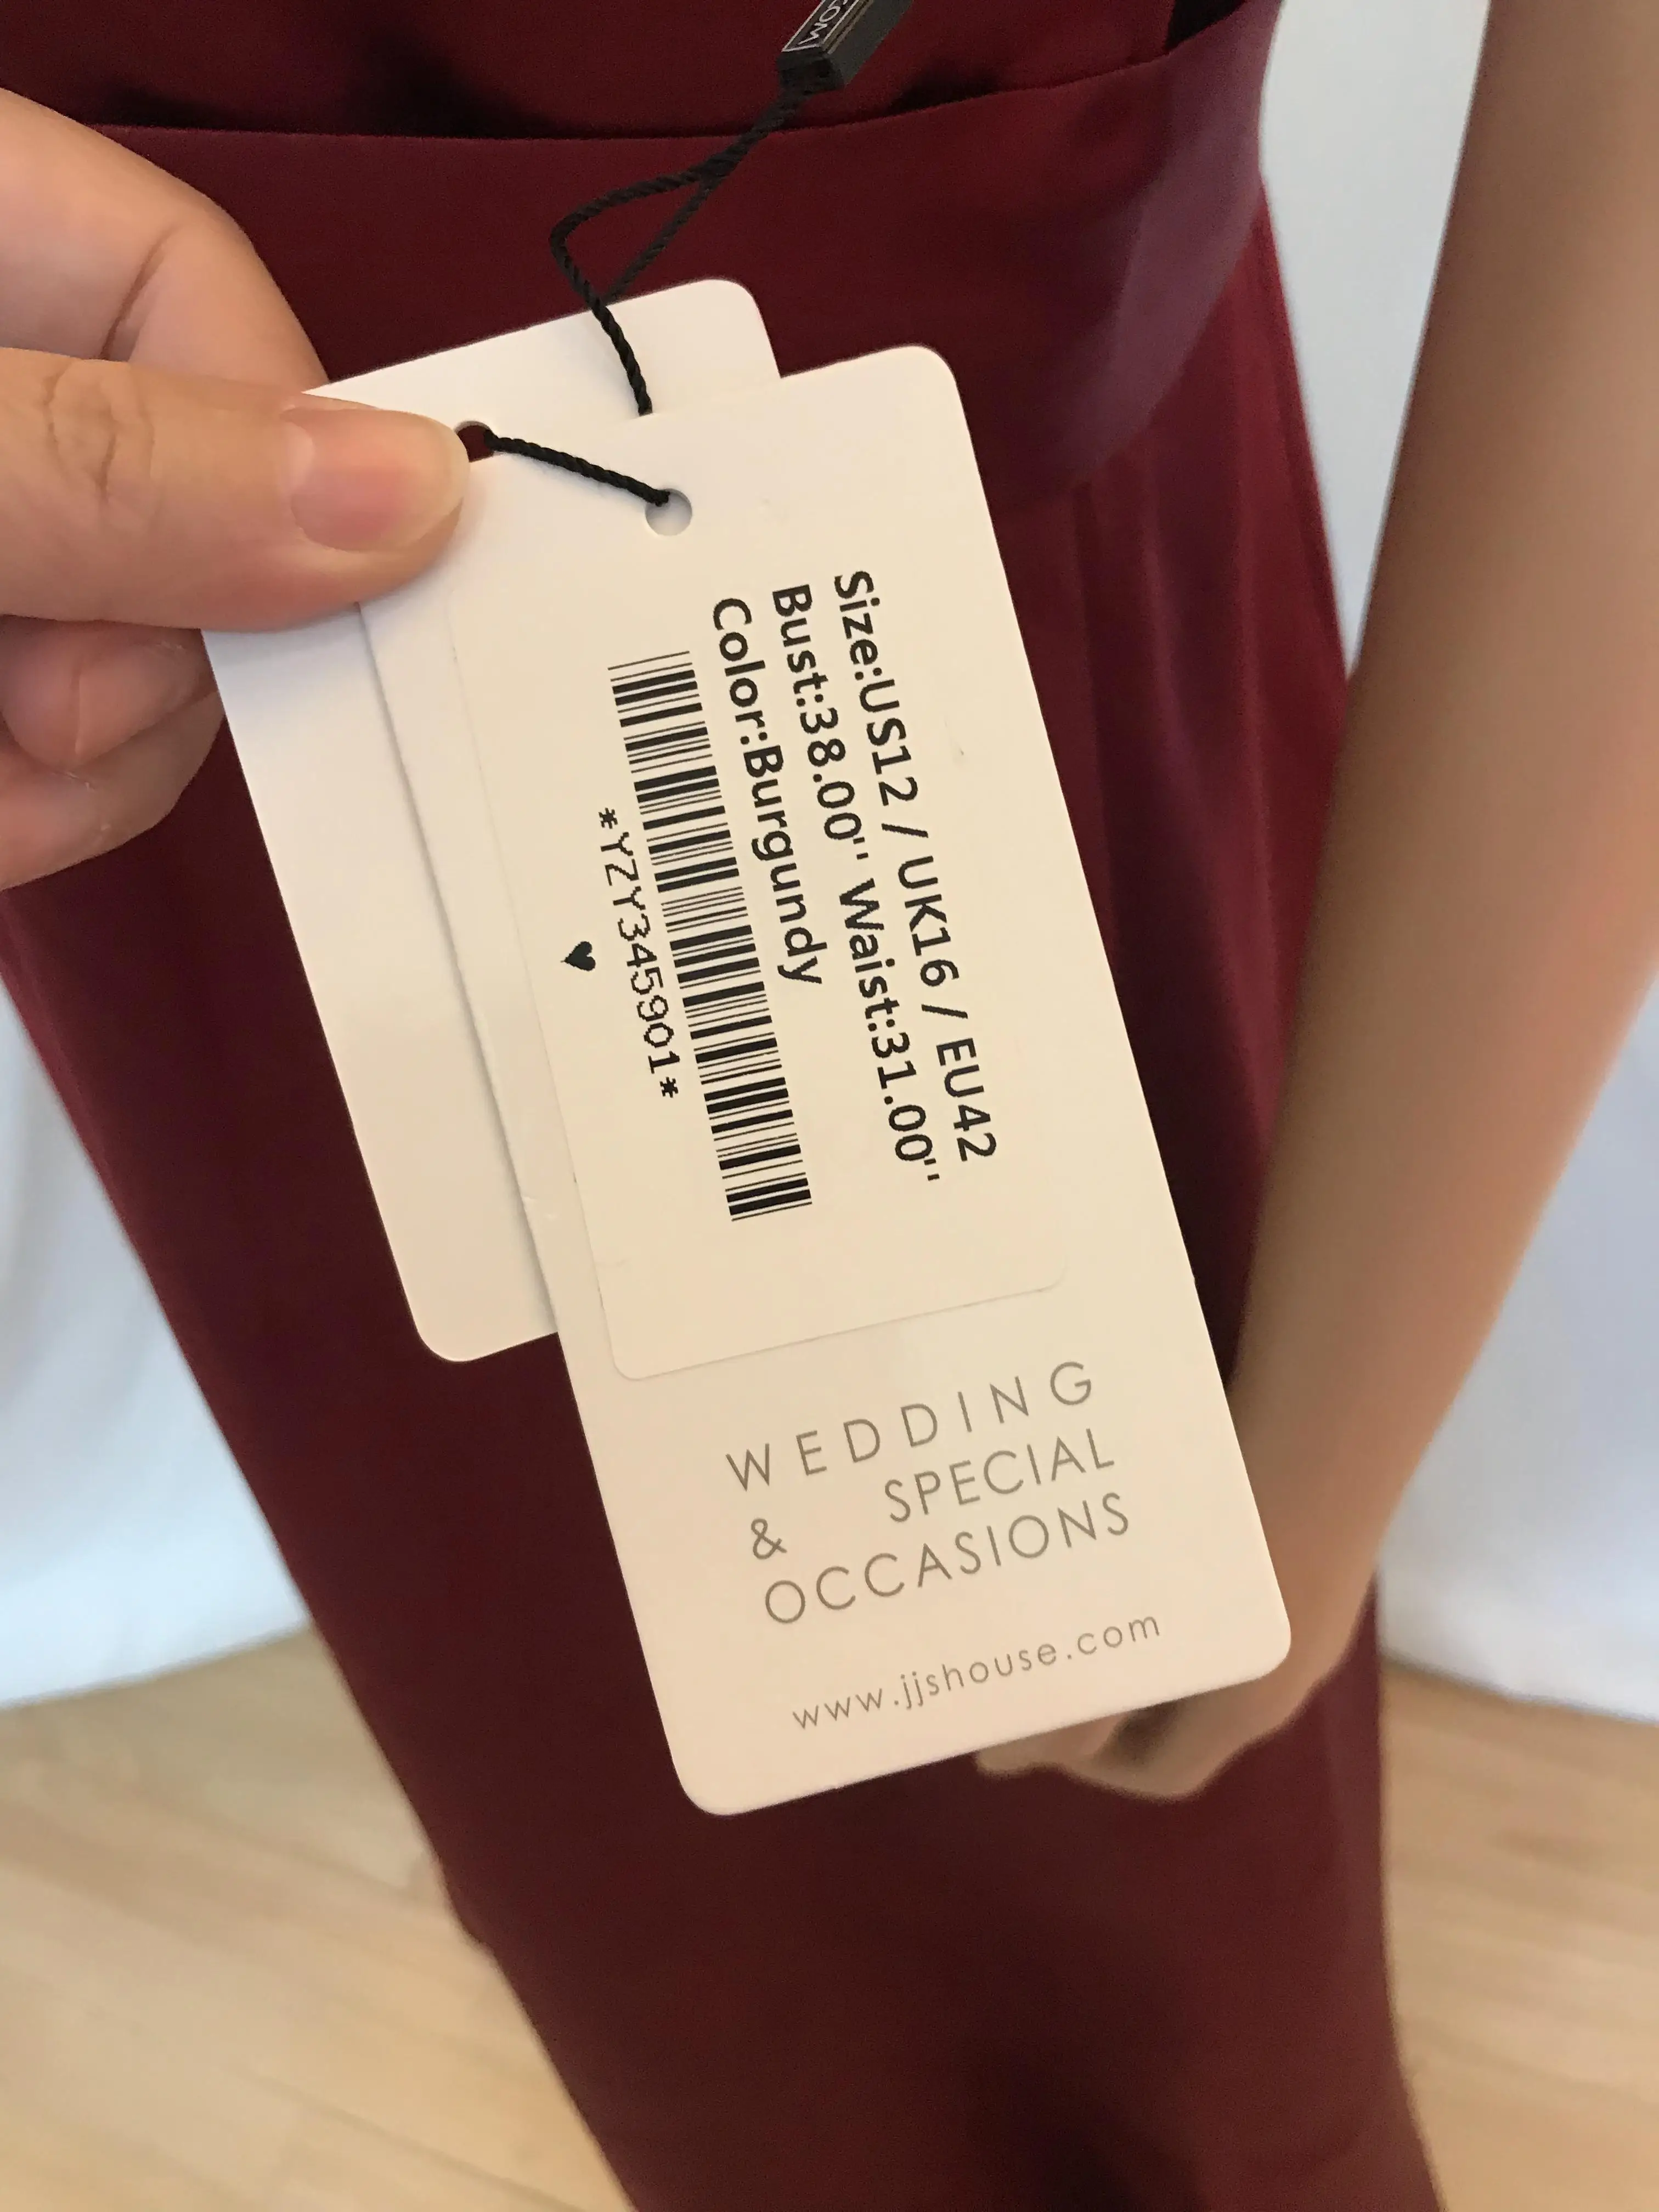 COM
Size:US12 / UK16 / EU42
Bust:38.00'' Waist:31.00''
Color:Burgundy
*YZY345901*
WEDDING
& SPECIAL
OCCASIONS
www.jjshouse.com